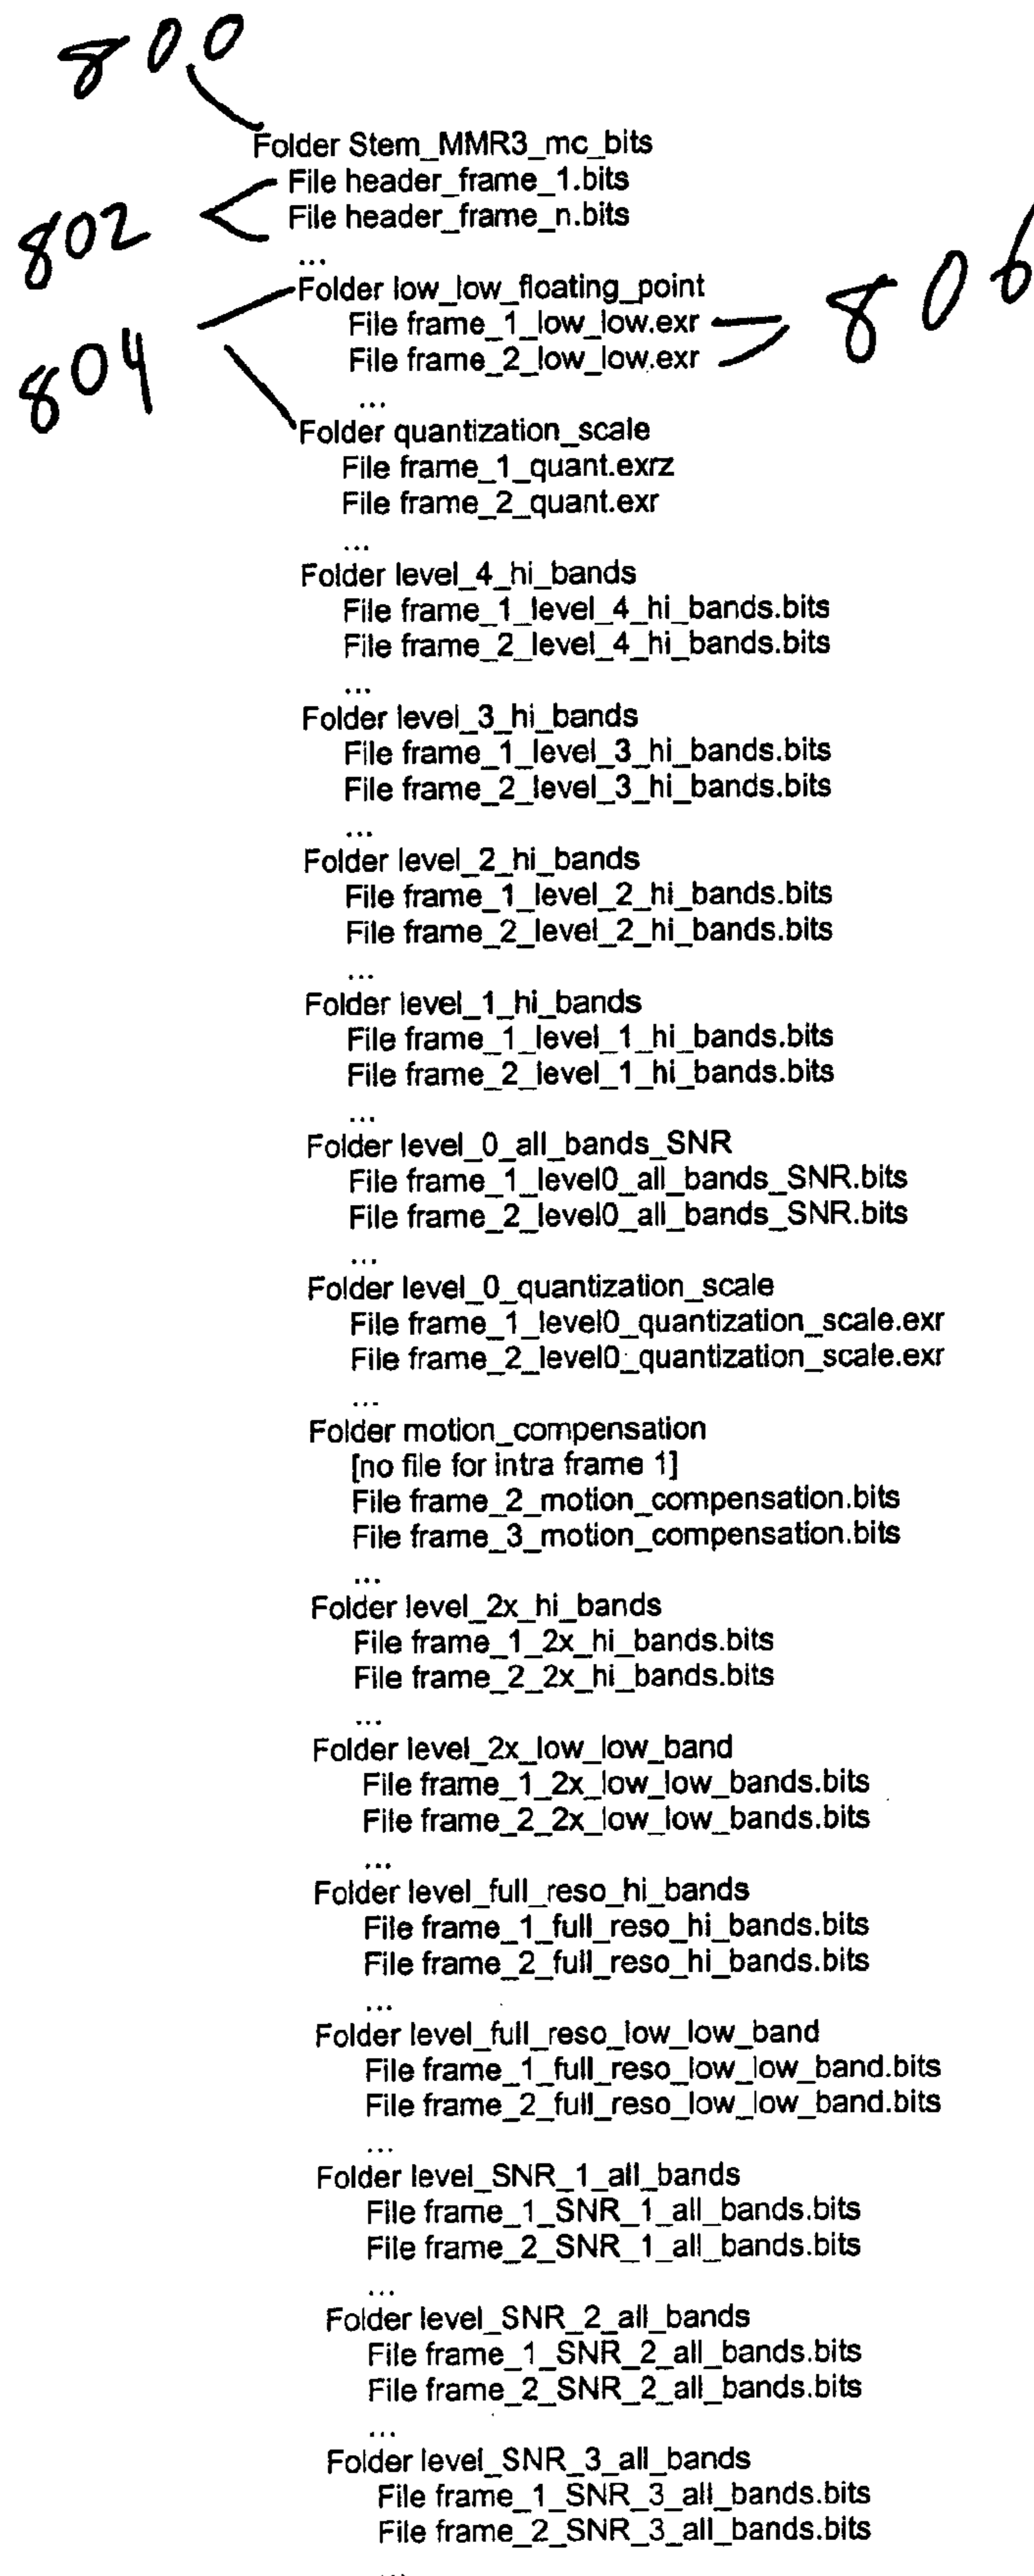 800
Folder Stem_MMR3_mc_bits
File header_frame_1.bits
802
File header_frame_n.bits
...
Folder low_low_floating_point
806
File frame_1_low_low.exr
804
File frame_2_low_low.exr
...
Folder quantization_scale
File frame_1_quant.exrz
File frame_2_quant.exr
...
Folder level_4_hi_bands
File frame_1_level_4_hi_bands.bits
File frame_2_level_4_hi_bands.bits
...
Folder level_3_hi_bands
File frame_1_level_3_hi_bands.bits
File frame_2_level_3_hi_bands.bits
...
Folder level_2_hi_bands
File frame_1_level_2_hi_bands.bits
File frame_2_level_2_hi_bands.bits
...
Folder level_1_hi_bands
File frame_1_level_1_hi_bands.bits
File frame_2_level_1_hi_bands.bits
...
Folder level_0_all_bands_SNR
File frame_1_level0_all_bands_SNR.bits
File frame_2_level0_all_bands_SNR.bits
...
Folder level_0_quantization_scale
File frame_1_level0_quantization_scale.exr
File frame_2_level0_quantization_scale.exr
...
Folder motion_compensation
[no file for intra frame 1]
File frame_2_motion_compensation.bits
File frame_3_motion_compensation.bits
...
Folder level_2x_hi_bands
File frame_1_2x_hi_bands.bits
File frame_2_2x_hi_bands.bits
...
Folder level_2x_low_low_band
File frame_1_2x_low_low_bands.bits
File frame_2_2x_low_low_bands.bits
...
Folder level_full_reso_hi_bands
File frame_1_full_reso_hi_bands.bits
File frame_2_full_reso_hi_bands.bits
...
Folder level_full_reso_low_low_band
File frame_1_full_reso_low_low_band.bits
File frame_2_full_reso_low_low_band.bits
...
Folder level_SNR_1_all_bands
File frame_1_SNR_1_all_bands.bits
File frame_2_SNR_1_all_bands.bits
...
Folder level_SNR_2_all_bands
File frame_1_SNR_2_all_bands.bits
File frame_2_SNR_2_all_bands.bits
...
Folder level_SNR_3_all_bands
File frame_1_SNR_3_all_bands.bits
File frame_2_SNR_3_all_bands.bits
...